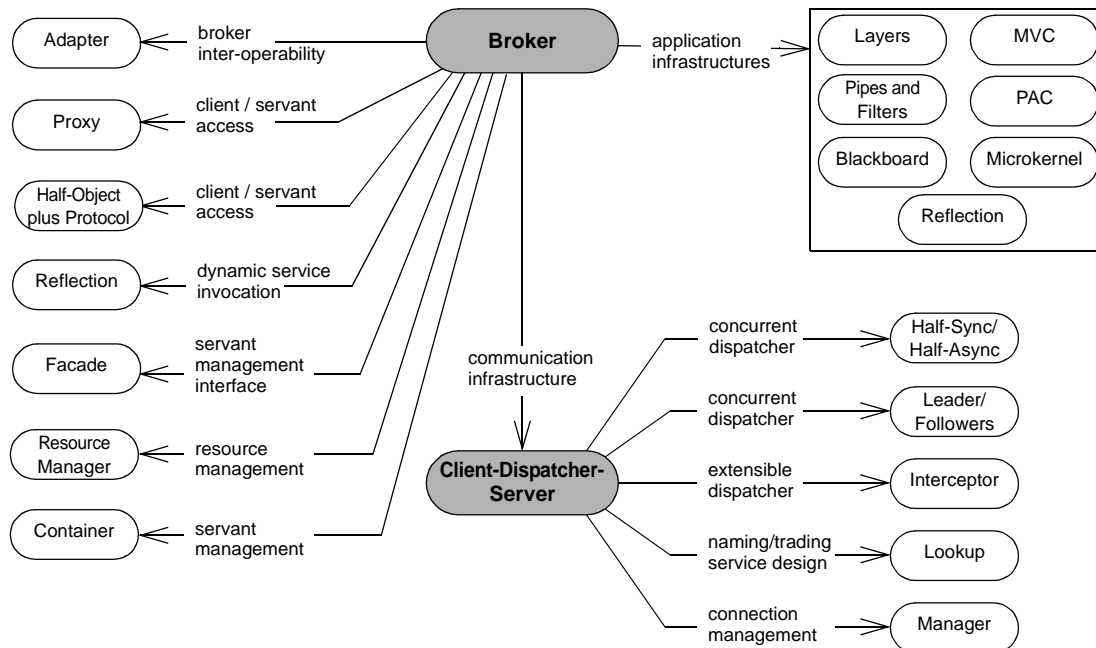 Broker
Adapter
broker
inter-operability
Proxy
client / servant
access
Half-Object
plus Protocol
client / servant
access
Reflection
dynamic service
invocation
Facade
servant
management
interface
Resource
Manager
resource
management
Container
servant
management
application
infrastructures
Layers
MVC
Pipes and
Filters
PAC
Blackboard
Microkernel
Reflection
communication
infrastructure
Client-Dispatcher-
Server
concurrent
dispatcher
Half-Sync/
Half-Async
concurrent
dispatcher
Leader/
Followers
extensible
dispatcher
Interceptor
naming/trading
service design
Lookup
connection
management
Manager